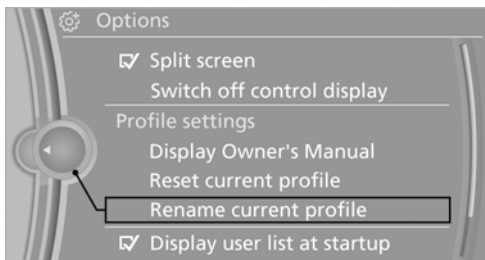 Options
Split screen
Switch off control display
Profile settings
Display Owner's Manual
Reset current profile
Rename current profile
Display user list at startup